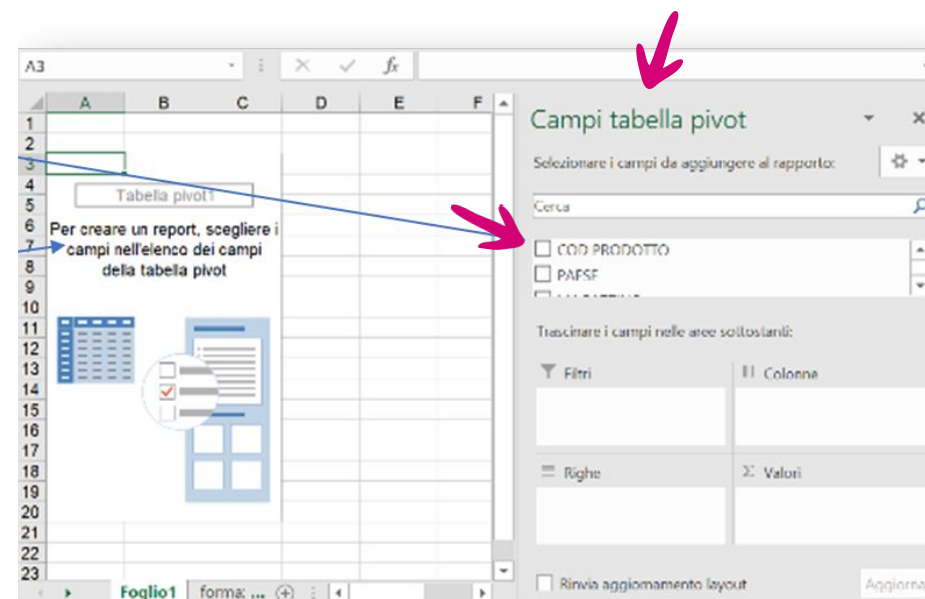 A3
fx
A B C D E F
1
2
3
4
5
6
7
8
9
10
11
12
13
14
15
16
17
18
19
20
21
22
23
Tabella pivot1
Per creare un report, scegliere i
campi nell'elenco dei campi
della tabella pivot
Foglio1 forma: ...
Campi tabella pivot
Selezionare i campi da aggiungere al rapporto:
Cerca
COD PRODOTTO
PAESE
Trascinare i campi nelle aree sottostanti:
Filtri
Colonne
Righe
Σ Valori
Rinvia aggiornamento layout
Aggiorna